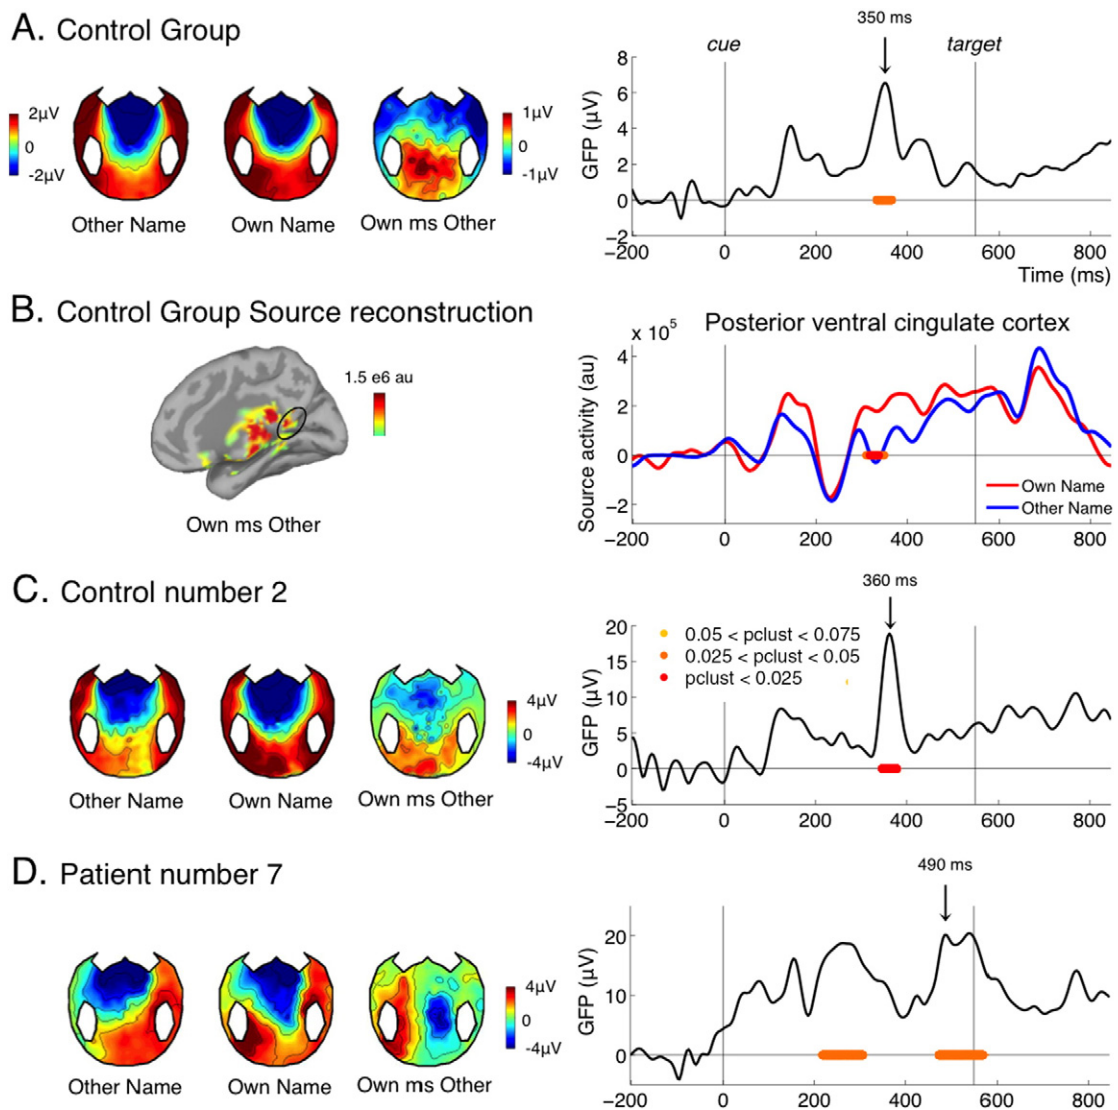 A. Control Group
350 ms
cue
target
2µV
0
-2µV
1µV
0
-1µV
Other Name
Own Name
Own ms Other
GFP (µV)
8
6
4
2
0
−2
−200 0 200 400 600 800
Time (ms)
B. Control Group Source reconstruction
1.5 e6 au
Own ms Other
x 10⁵
Posterior ventral cingulate cortex
Source activity (au)
4
2
0
−2
Own Name
Other Name
−200 0 200 400 600 800
C. Control number 2
360 ms
4µV
0
-4µV
Other Name
Own Name
Own ms Other
0.05 < pclust < 0.075
0.025 < pclust < 0.05
pclust < 0.025
GFP (µV)
20
15
10
5
0
−5
−200 0 200 400 600 800
D. Patient number 7
490 ms
4µV
0
-4µV
Other Name
Own Name
Own ms Other
GFP (µV)
20
10
0
−200 0 200 400 600 800